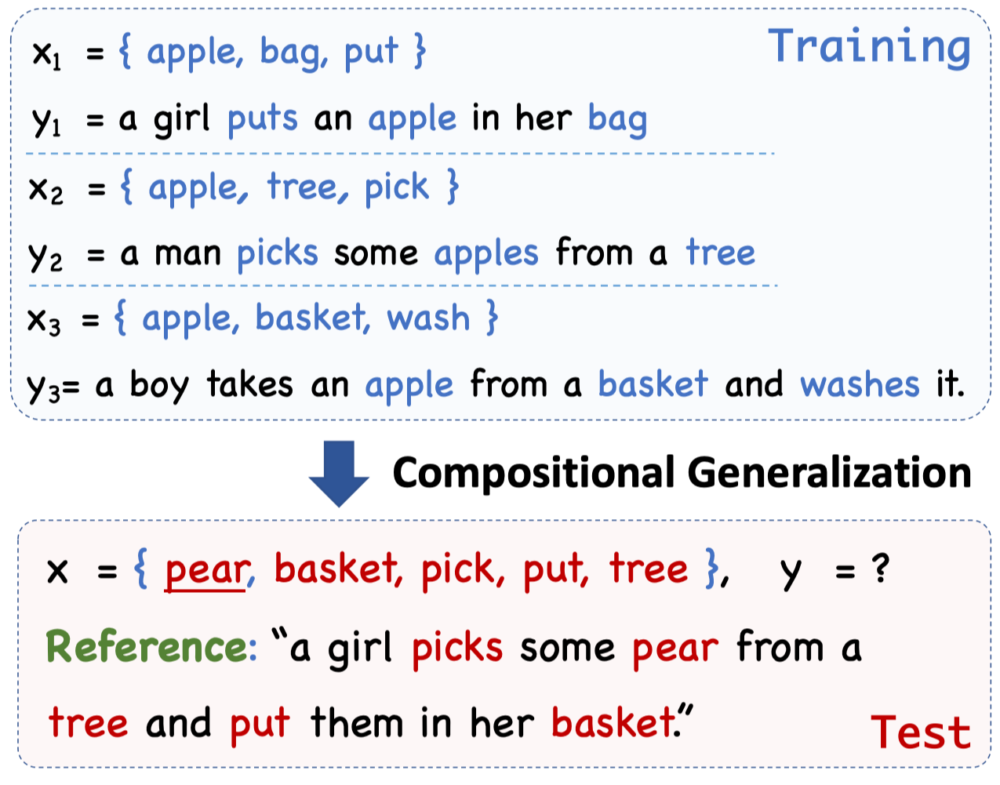 x₁ = { apple, bag, put }
Training
y₁ = a girl puts an apple in her bag
x₂ = { apple, tree, pick }
y₂ = a man picks some apples from a tree
x₃ = { apple, basket, wash }
y₃= a boy takes an apple from a basket and washes it.
Compositional Generalization
x = { pear, basket, pick, put, tree }, y = ?
Reference: “a girl picks some pear from a
tree and put them in her basket.”
Test